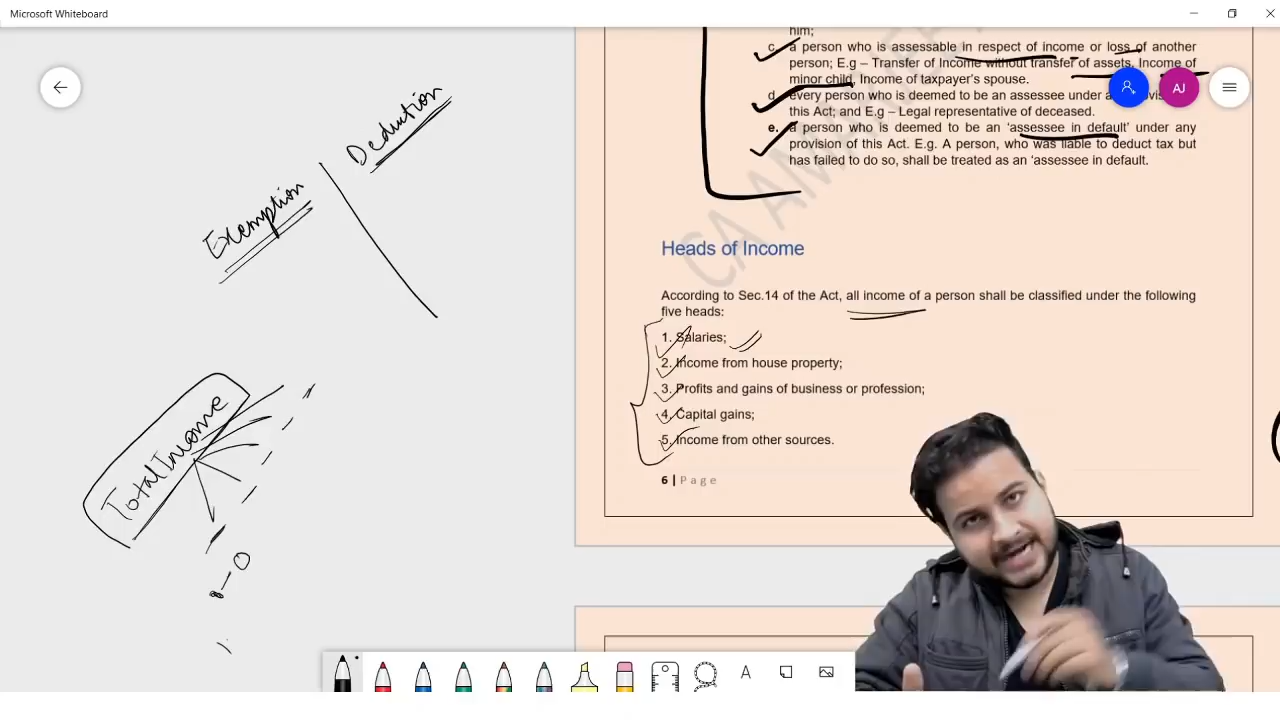 Microsoft Whiteboard
him;
c. a person who is assessable in respect of income or loss of another
person; E.g – Transfer of Income without transfer of assets, Income of
minor child, Income of taxpayer's spouse.
d. every person who is deemed to be an assessee under a
this Act; and E.g – Legal representative of deceased.
e. a person who is deemed to be an 'assessee in default' under any
provision of this Act. E.g. A person, who was liable to deduct tax but
has failed to do so, shall be treated as an 'assessee in default.
AJ
Deduction
Exemption
Heads of Income
According to Sec.14 of the Act, all income of a person shall be classified under the following
five heads:
1. Salaries;
2. Income from house property;
3. Profits and gains of business or profession;
4. Capital gains;
5. Income from other sources.
6 | Page
Total Income
CA AMA
A